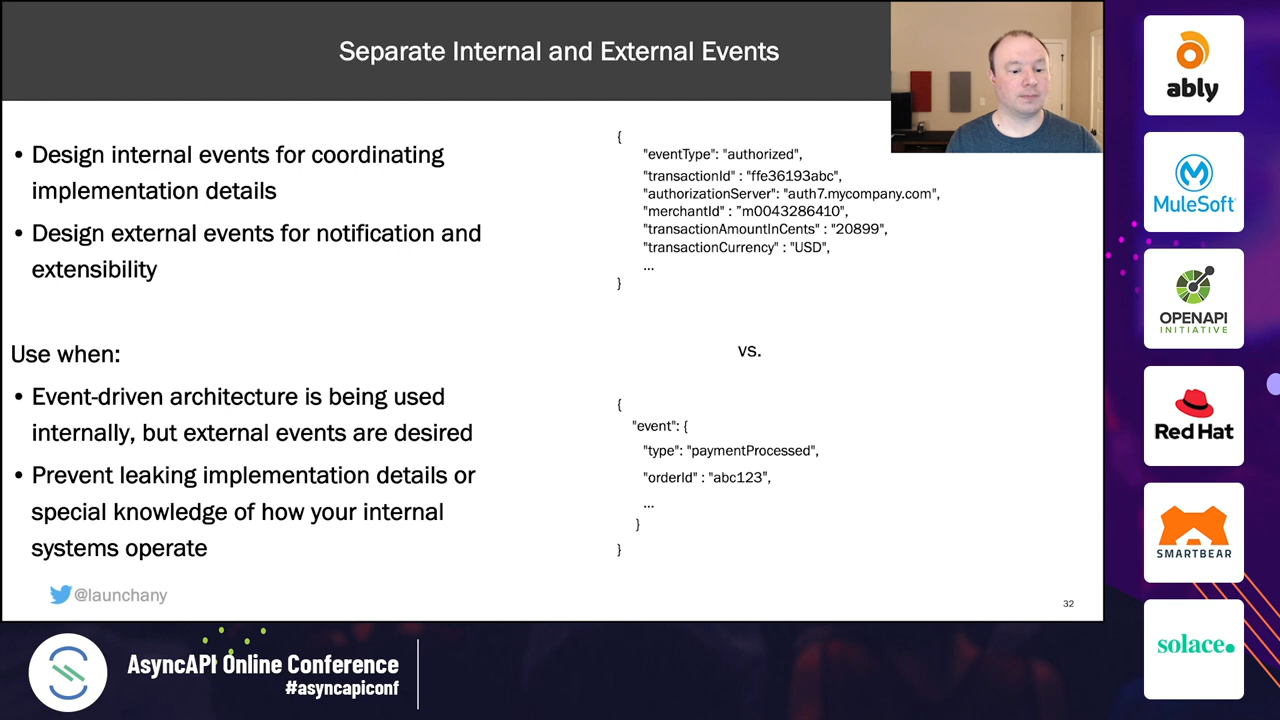 Separate Internal and External Events
• Design internal events for coordinating
implementation details
• Design external events for notification and
extensibility
Use when:
• Event-driven architecture is being used
internally, but external events are desired
• Prevent leaking implementation details or
special knowledge of how your internal
systems operate
@launchany
{
"eventType": "authorized",
"transactionId" : "ffe36193abc",
"authorizationServer": "auth7.mycompany.com",
"merchantId" : ”m0043286410",
"transactionAmountInCents" : "20899",
"transactionCurrency" : "USD",
...
}
vs.
{
"event": {
"type": "paymentProcessed",
"orderId" : "abc123",
...
}
}
32
ably
MuleSoft
OPENAPI
INITIATIVE
Red Hat
SMARTBEAR
solace.
AsyncAPI Online Conference
#asyncapiconf